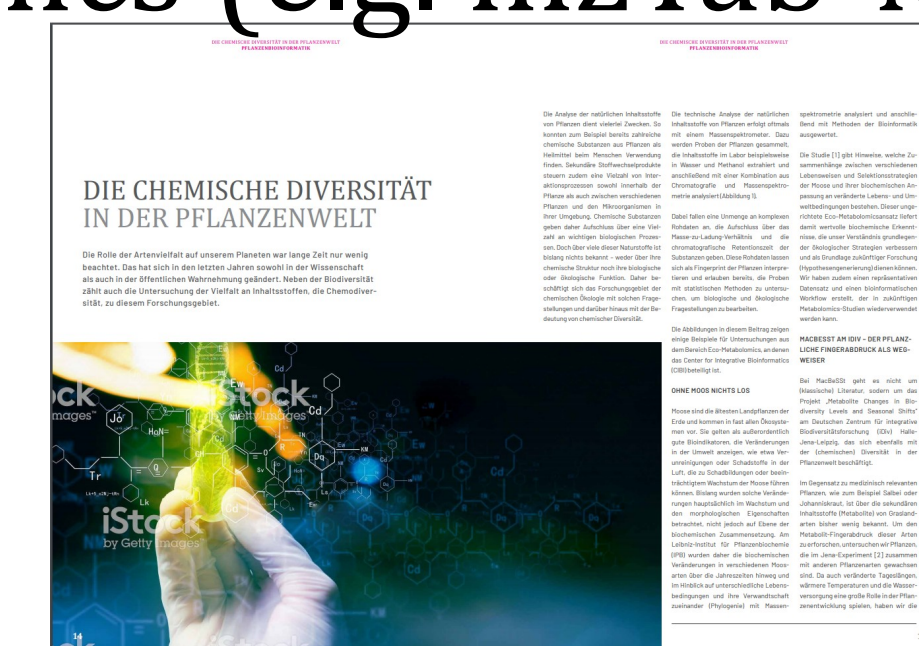 DIE CHEMISCHE DIVERSITÄT IN DER PFLANZENWELT
PFLANZENBIOINFORMATIK
DIE CHEMISCHE DIVERSITÄT
IN DER PFLANZENWELT
Die Rolle der Artenvielfalt auf unserem Planeten war lange Zeit nur wenig
beachtet. Das hat sich in den letzten Jahren sowohl in der Wissenschaft
als auch in der öffentlichen Wahrnehmung geändert. Neben der Biodiversität
zählt auch die Untersuchung der Vielfalt an Inhaltsstoffen, die Chemodiver-
sität, zu diesem Forschungsgebiet.
iStock
by Getty Images
14
DIE CHEMISCHE DIVERSITÄT IN DER PFLANZENWELT
PFLANZENBIOINFORMATIK
Die Analyse der natürlichen Inhaltsstoffe
von Pflanzen dient vielerlei Zwecken. So
konnten zum Beispiel bereits zahlreiche
chemische Substanzen aus Pflanzen als
Heilmittel beim Menschen Verwendung
finden. Sekundäre Stoffwechselprodukte
steuern zudem eine Vielzahl von Inter-
aktionsprozessen sowohl innerhalb der
Pflanze als auch zwischen verschiedenen
Pflanzen und den Mikroorganismen in
ihrer Umgebung. Chemische Substanzen
geben daher Aufschluss über eine Viel-
zahl an wichtigen biologischen Prozes-
sen. Doch über viele dieser Naturstoffe ist
bislang nichts bekannt – weder über ihre
chemische Struktur noch ihre biologische
oder ökologische Funktion. Daher be-
schäftigt sich das Forschungsgebiet der
chemischen Ökologie mit solchen Frage-
stellungen und darüber hinaus mit der Be-
deutung von chemischer Diversität.
Die technische Analyse der natürlichen
Inhaltsstoffe von Pflanzen erfolgt oftmals
mit einem Massenspektrometer. Dazu
werden Proben der Pflanzen gesammelt,
die Inhaltsstoffe im Labor beispielsweise
in Wasser und Methanol extrahiert und
anschließend mit einer Kombination aus
Chromatografie und Massenspektro-
metrie analysiert (Abbildung 1).
Dabei fallen eine Unmenge an komplexen
Rohdaten an, die Aufschluss über das
Masse-zu-Ladung-Verhältnis und die
chromatografische Retentionszeit der
Substanzen geben. Diese Rohdaten lassen
sich als Fingerprint der Pflanzen interpre-
tieren und erlauben bereits, die Proben
mit statistischen Methoden zu untersu-
chen, um biologische und ökologische
Fragestellungen zu bearbeiten.
Die Abbildungen in diesem Beitrag zeigen
einige Beispiele für Untersuchungen aus
dem Bereich Eco-Metabolomics, an denen
das Center for Integrative Bioinformatics
(CIBI) beteiligt ist.
OHNE MOOS NICHTS LOS
Moose sind die ältesten Landpflanzen der
Erde und kommen in fast allen Ökosyste-
men vor. Sie gelten als außerordentlich
gute Bioindikatoren, die Veränderungen
in der Umwelt anzeigen, wie etwa Ver-
unreinigungen oder Schadstoffe in der
Luft, die zu Schadbildungen oder beein-
trächtigtem Wachstum der Moose führen
können. Bislang wurden solche Verände-
rungen hauptsächlich im Wachstum und
den morphologischen Eigenschaften
betrachtet, nicht jedoch auf Ebene der
biochemischen Zusammensetzung. Am
Leibniz-Institut für Pflanzenbiochemie
(IPB) wurden daher die biochemischen
Veränderungen in verschiedenen Moos-
arten über die Jahreszeiten hinweg und
im Hinblick auf unterschiedliche Lebens-
bedingungen und ihre Verwandtschaft
zueinander (Phylogenie) mit Massen-
spektrometrie analysiert und anschlie-
ßend mit Methoden der Bioinformatik
ausgewertet.
Die Studie [1] gibt Hinweise, welche Zu-
sammenhänge zwischen verschiedenen
Lebensweisen und Selektionsstrategien
der Moose und ihrer biochemischen An-
passung an veränderte Lebens- und Um-
weltbedingungen bestehen. Dieser unge-
richtete Eco-Metabolomicsansatz liefert
damit wertvolle biochemische Erkennt-
nisse, die unser Verständnis grundlegen-
der ökologischer Strategien verbessern
und als Grundlage zukünftiger Forschung
(Hypothesengenerierung) dienen können.
Wir haben zudem einen repräsentativen
Datensatz und einen bioinformatischen
Workflow erstellt, der in zukünftigen
Metabolomics-Studien wiederverwendet
werden kann.
MACBESST AM IDIV – DER PFLANZ-
LICHE FINGERABDRUCK ALS WEG-
WEISER
Bei MacBeSSt geht es nicht um
(klassische) Literatur, sodern um das
Projekt „Metabolite Changes in Bio-
diversity Levels and Seasonal Shifts"
am Deutschen Zentrum für integrative
Biodiversitätsforschung (iDiv) Halle-
Jena-Leipzig, das sich ebenfalls mit
der (chemischen) Diversität in der
Pflanzenwelt beschäftigt.
Im Gegensatz zu medizinisch relevanten
Pflanzen, wie zum Beispiel Salbei oder
Johanniskraut, ist über die sekundären
Inhaltsstoffe (Metabolite) von Grasland-
arten bisher wenig bekannt. Um den
Metabolit-Fingerabdruck dieser Arten
zu erforschen, untersuchen wir Pflanzen,
die im Jena-Experiment [2] zusammen
mit anderen Pflanzenarten gewachsen
sind. Da auch veränderte Tageslängen,
wärmere Temperaturen und die Wasser-
versorgung eine große Rolle in der Pflan-
zenentwicklung spielen, haben wir die